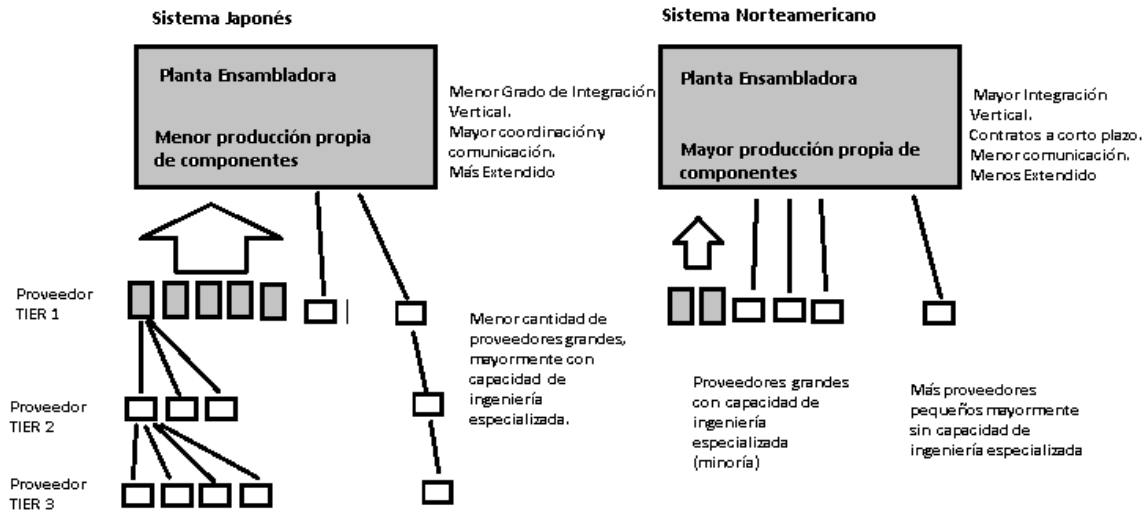 Sistema Japonés
Planta Ensambladora
Menor producción propia
de componentes
Menor Grado de Integración
Vertical.
Mayor coordinación y
comunicación.
Más Extendido
Proveedor
TIER 1
Menor cantidad de
proveedores grandes,
mayormente con
capacidad de
ingeniería
especializada.
Proveedor
TIER 2
Proveedor
TIER 3
Sistema Norteamericano
Planta Ensambladora
Mayor producción propia de
componentes
Mayor Integración
Vertical.
Contratos a corto plazo.
Menor comunicación.
Menos Extendido
Proveedores grandes
con capacidad de
ingeniería
especializada
(minoría)
Más proveedores
pequeños mayormente
sin capacidad de
ingeniería especializada